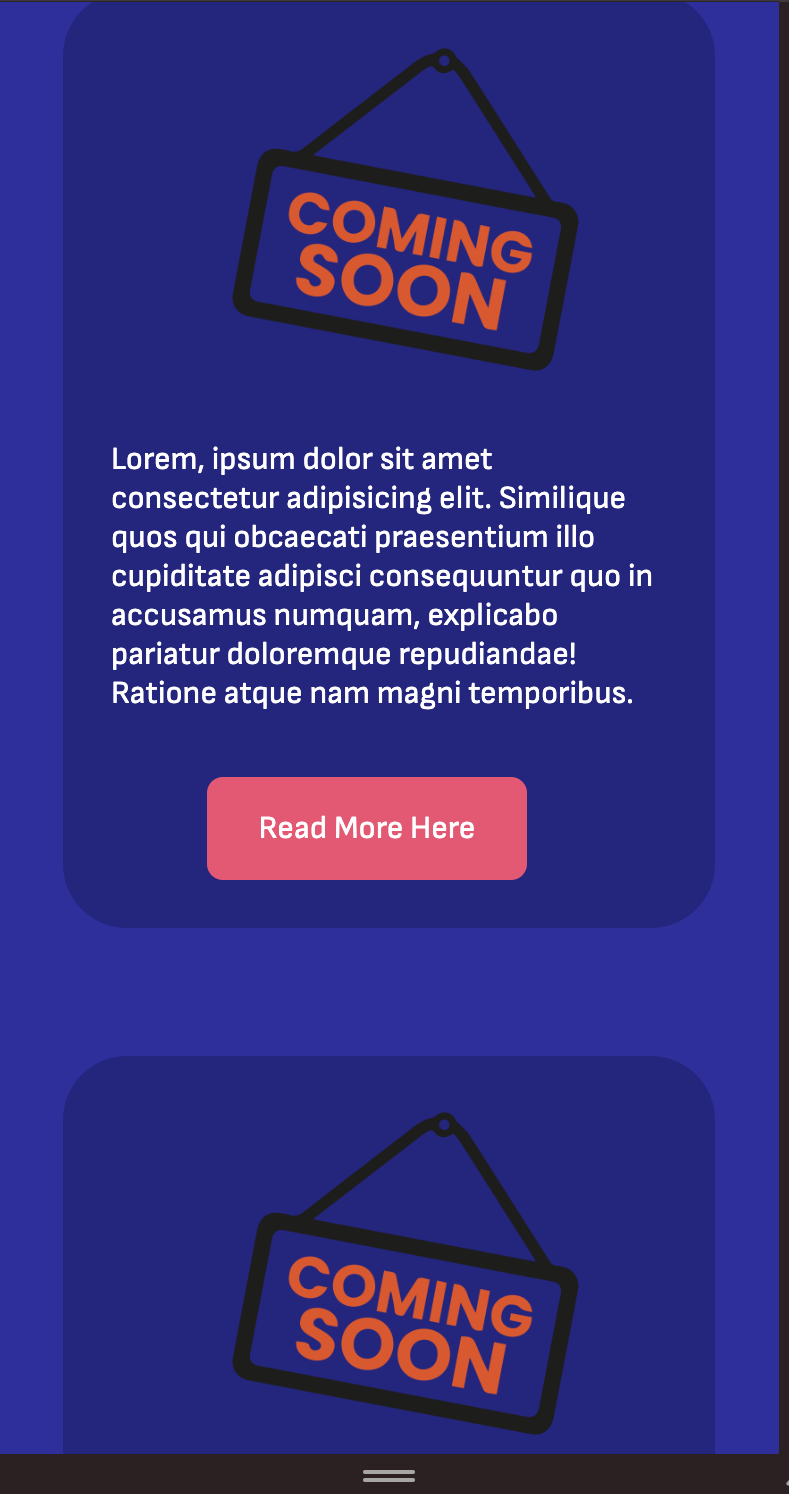 COMING
SOON
Lorem, ipsum dolor sit amet
consectetur adipisicing elit. Similique
quos qui obcaecati praesentium illo
cupiditate adipisci consequuntur quo in
accusamus numquam, explicabo
pariatur doloremque repudiandae!
Ratione atque nam magni temporibus.
Read More Here
COMING
SOON